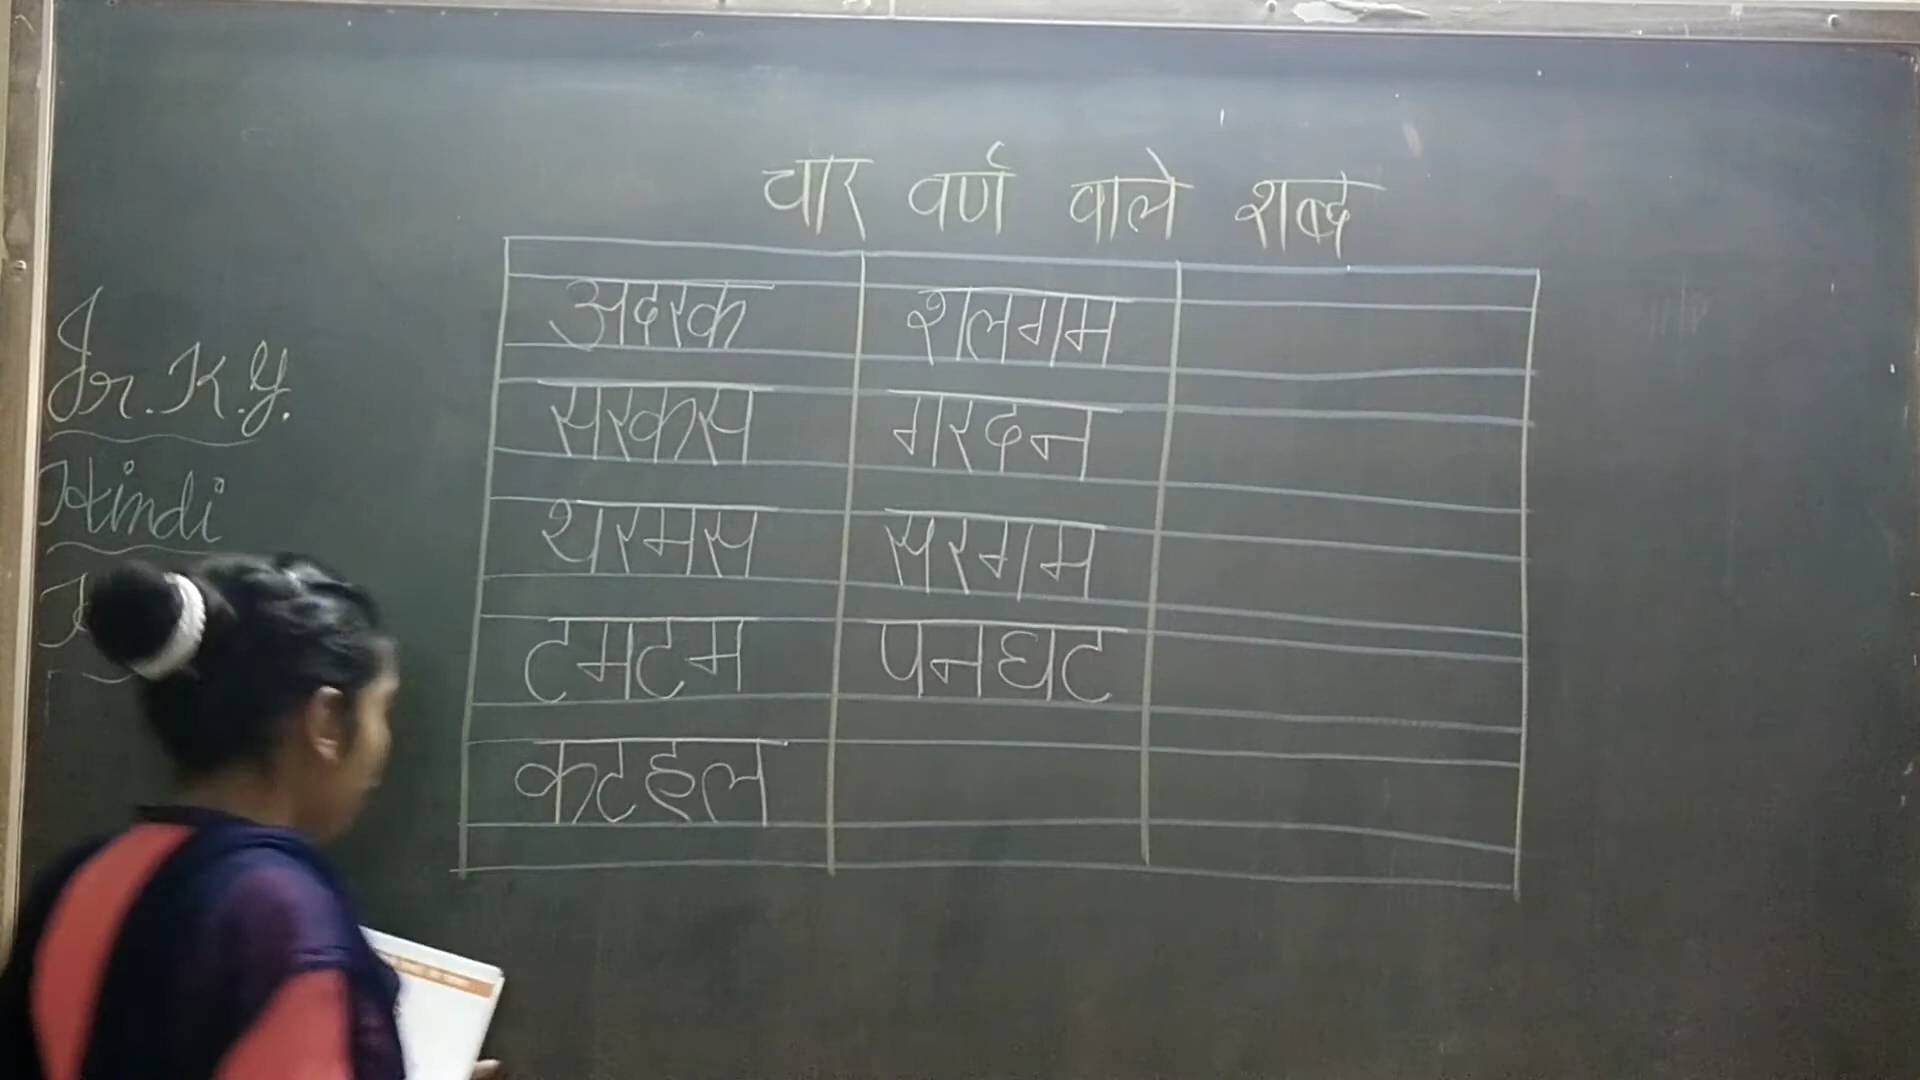 चार वर्ण वाले शब्द
Jr. K.G.
Hindi
अदरक शलगम
सरकस गरदन
थरमस सरगम
टमटम पनघट
कटहल